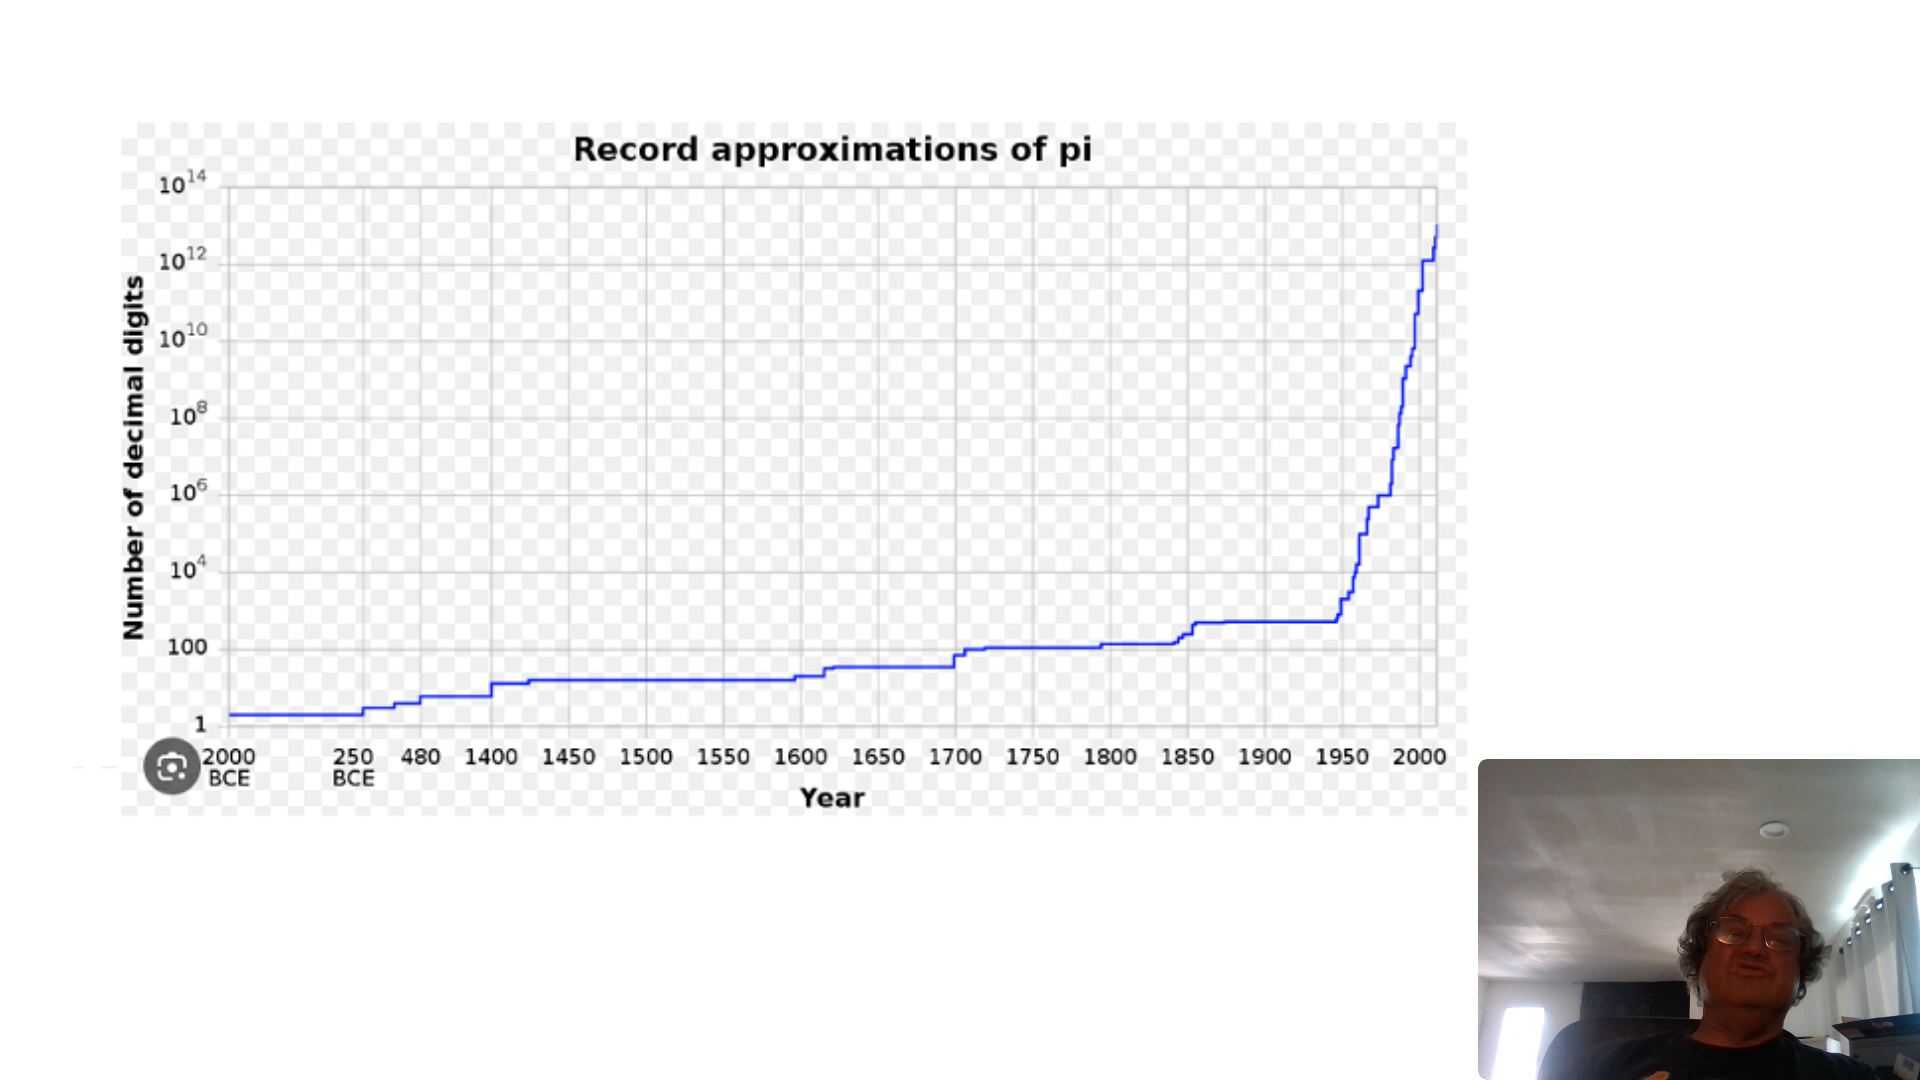 Record approximations of pi
Number of decimal digits
10^14
10^12
10^10
10^8
10^6
10^4
100
1
2000 250 480 1400 1450 1500 1550 1600 1650 1700 1750 1800 1850 1900 1950 2000
BCE BCE
Year